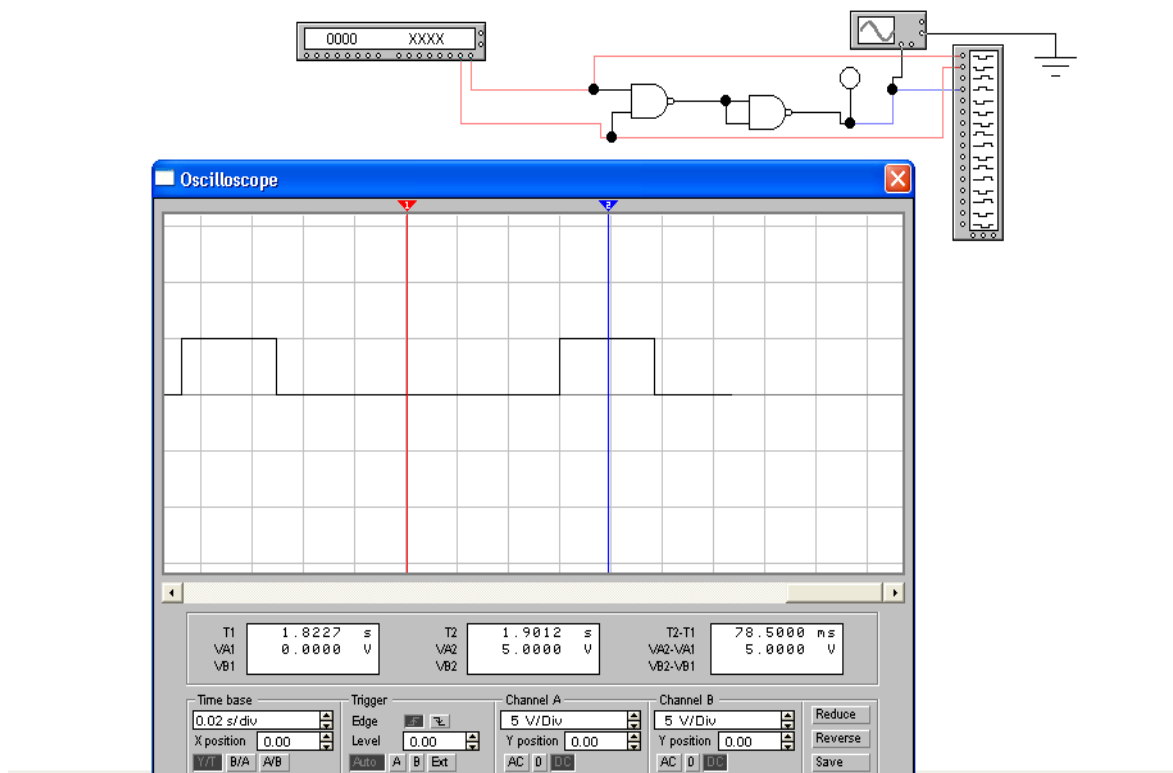 0000 XXXX
Oscilloscope
1
2
T1 1.8227 s T2 1.9012 s T2-T1 78.5000 ms
VA1 0.0000 V VA2 5.0000 V VA2-VA1 5.0000 V
VB1 VB2 VB2-VB1
Time base Trigger Channel A Channel B
0.02 s/div Edge 5 V/Div 5 V/Div Reduce
X position 0.00 Level 0.00 Y position 0.00 Y position 0.00 Reverse
Y/T B/A A/B Auto A B Ext AC 0 DC AC 0 DC Save